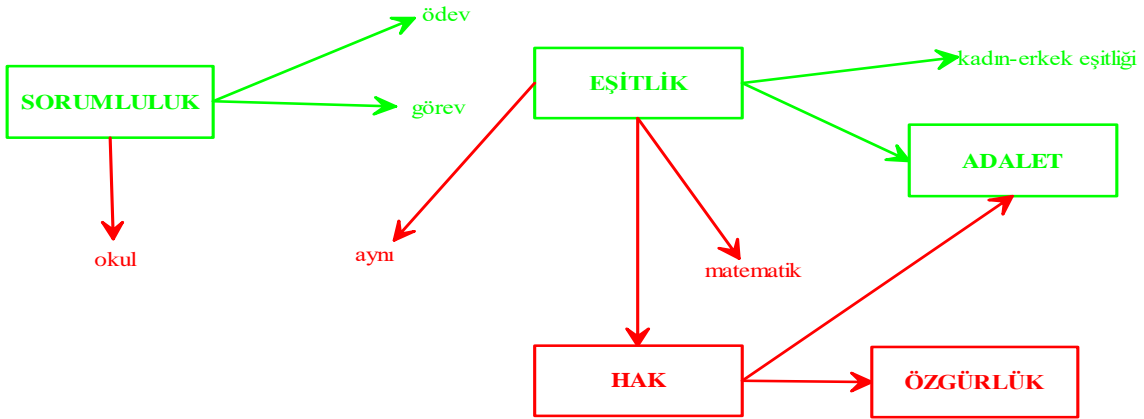 ödev
SORUMLULUK
görev
okul
EŞİTLİK
kadın-erkek eşitliği
ADALET
aynı
matematik
HAK
ÖZGÜRLÜK